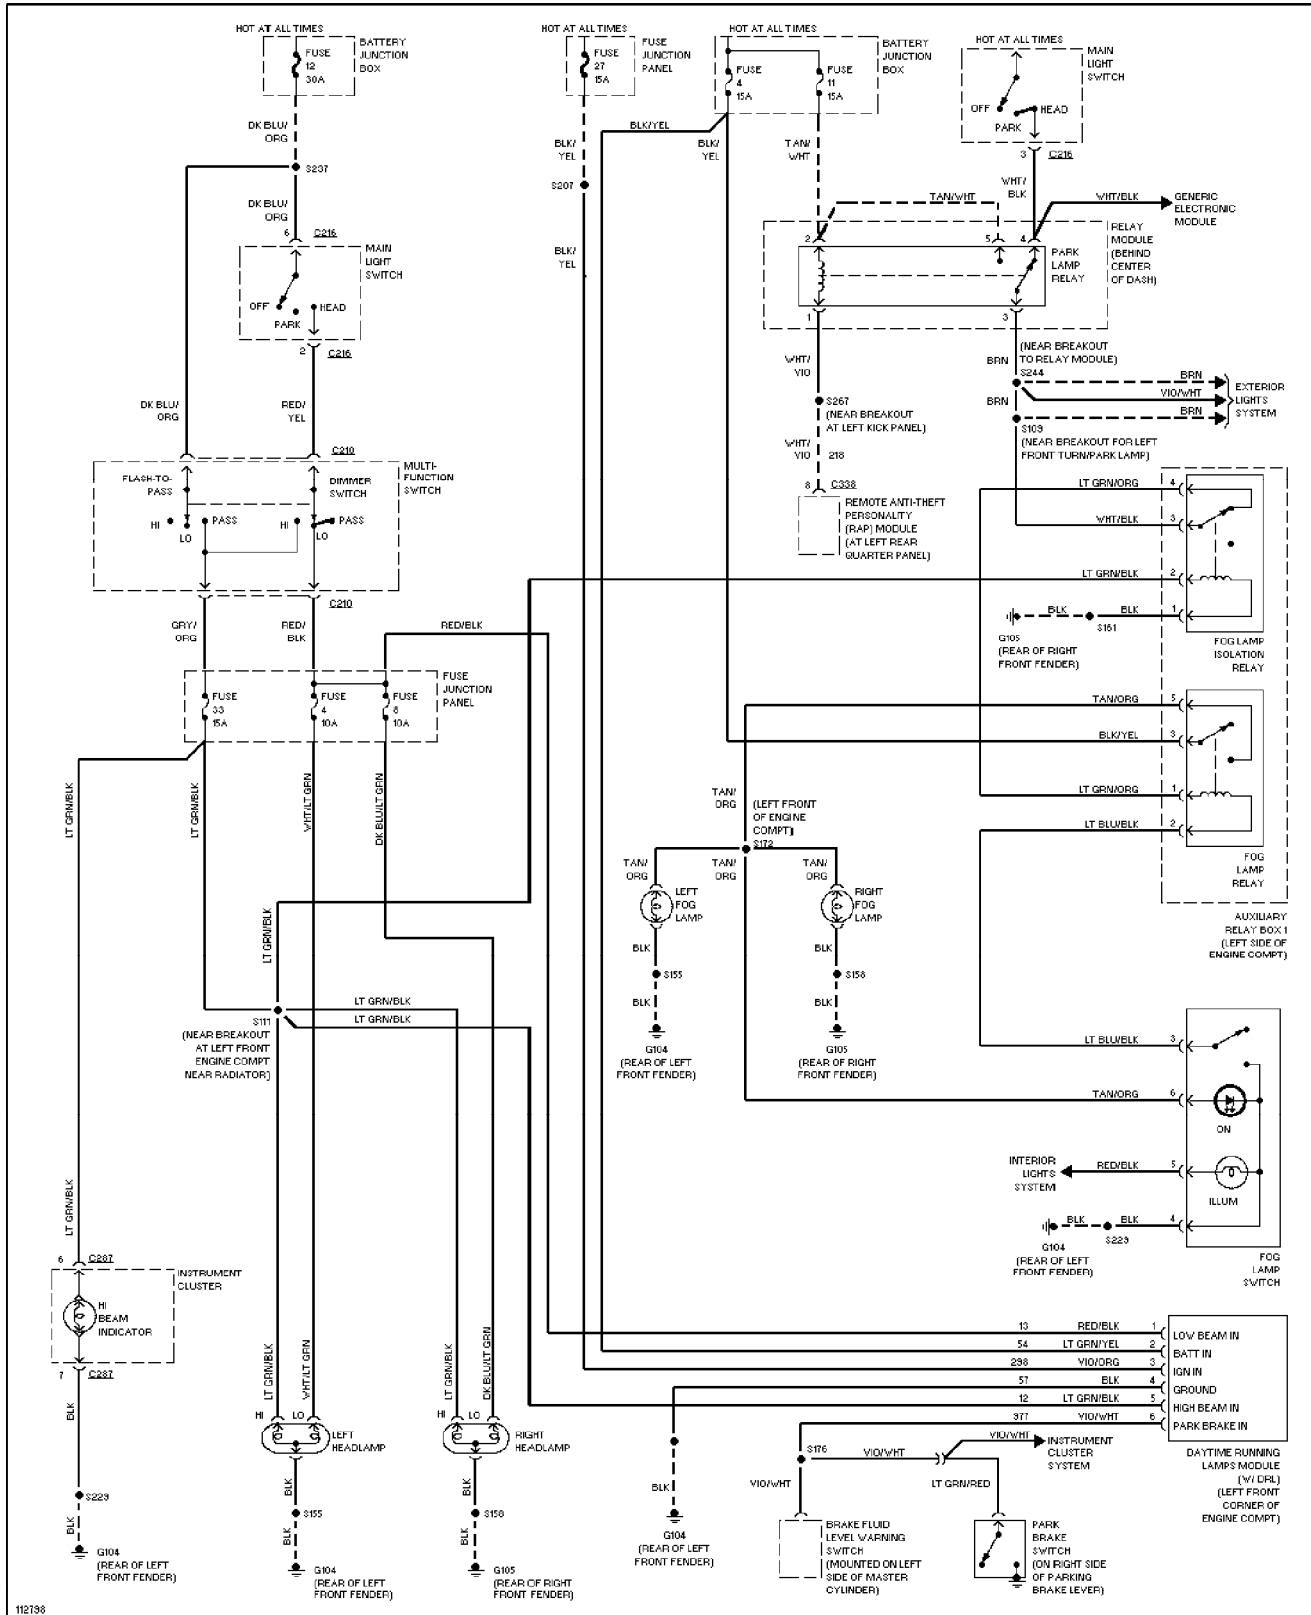 HOT AT ALL TIMES
FUSE
12
30A
BATTERY
JUNCTION
BOX
HOT AT ALL TIMES
FUSE
27
15A
FUSE
JUNCTION
PANEL
HOT AT ALL TIMES
FUSE
4
15A
FUSE
11
15A
BATTERY
JUNCTION
BOX
HOT AT ALL TIMES
MAIN
LIGHT
SWITCH
OFF
HEAD
PARK
3
C216
DK BLU/
ORG
S237
DK BLU/
ORG
6
C216
MAIN
LIGHT
SWITCH
OFF
HEAD
PARK
2
C216
BLK/
YEL
S207
BLK/
YEL
BLK/YEL
BLK/
YEL
TAN/
WHT
TAN/WHT
WHT/
BLK
WHT/BLK
GENERIC
ELECTRONIC
MODULE
2
5
4
RELAY
MODULE
(BEHIND
CENTER
OF DASH)
PARK
LAMP
RELAY
1
3
WHT/
VIO
S267
(NEAR BREAKOUT
AT LEFT KICK PANEL)
WHT/
VIO
218
8
C338
REMOTE ANTI-THEFT
PERSONALITY
(RAP) MODULE
(AT LEFT REAR
QUARTER PANEL)
BRN
(NEAR BREAKOUT
TO RELAY MODULE)
S244
BRN
BRN
VIO/WHT
BRN
EXTERIOR
LIGHTS
SYSTEM
S109
(NEAR BREAKOUT FOR LEFT
FRONT TURN/PARK LAMP)
DK BLU/
ORG
RED/
YEL
C210
FLASH-TO-
PASS
DIMMER
SWITCH
MULTI-
FUNCTION
SWITCH
HI
LO
PASS
HI
LO
PASS
C210
GRY/
ORG
RED/
BLK
RED/BLK
FUSE
33
15A
FUSE
4
10A
FUSE
8
10A
FUSE
JUNCTION
PANEL
LT GRN/ORG
4
WHT/BLK
3
LT GRN/BLK
2
BLK
BLK
1
G105
(REAR OF RIGHT
FRONT FENDER)
S161
FOG LAMP
ISOLATION
RELAY
TAN/ORG
5
BLK/YEL
3
LT GRN/ORG
1
LT BLU/BLK
2
FOG
LAMP
RELAY
AUXILIARY
RELAY BOX 1
(LEFT SIDE OF
ENGINE COMPT)
LT GRN/BLK
LT GRN/BLK
WHT/LT GRN
DK BLU/LT GRN
TAN/
ORG
(LEFT FRONT
OF ENGINE
COMPT)
S172
TAN/
ORG
TAN/
ORG
TAN/
ORG
LEFT
FOG
LAMP
RIGHT
FOG
LAMP
BLK
S155
BLK
G104
(REAR OF LEFT
FRONT FENDER)
BLK
S158
BLK
G105
(REAR OF RIGHT
FRONT FENDER)
LT GRN/BLK
LT GRN/BLK
LT GRN/BLK
S111
(NEAR BREAKOUT
AT LEFT FRONT
ENGINE COMPT
NEAR RADIATOR)
LT BLU/BLK
3
TAN/ORG
6
ON
INTERIOR
LIGHTS
SYSTEM
RED/BLK
5
ILLUM
BLK
BLK
4
S229
G104
(REAR OF LEFT
FRONT FENDER)
FOG
LAMP
SWITCH
LT GRN/BLK
6
C287
INSTRUMENT
CLUSTER
HI
BEAM
INDICATOR
7
C287
BLK
S229
BLK
G104
(REAR OF LEFT
FRONT FENDER)
LT GRN/BLK
WHT/LT GRN
HI
LO
LEFT
HEADLAMP
BLK
S155
BLK
G104
(REAR OF LEFT
FRONT FENDER)
LT GRN/BLK
DK BLU/LT GRN
HI
LO
RIGHT
HEADLAMP
BLK
S158
BLK
G105
(REAR OF RIGHT
FRONT FENDER)
13 RED/BLK 1 LOW BEAM IN
54 LT GRN/YEL 2 BATT IN
298 VIO/ORG 3 IGN IN
57 BLK 4 GROUND
12 LT GRN/BLK 5 HIGH BEAM IN
977 VIO/WHT 6 PARK BRAKE IN
DAYTIME RUNNING
LAMPS MODULE
(W/ DRL)
(LEFT FRONT
CORNER OF
ENGINE COMPT)
BLK
G104
(REAR OF LEFT
FRONT FENDER)
S176
VIO/WHT
VIO/WHT
INSTRUMENT
CLUSTER
SYSTEM
VIO/WHT
LT GRN/RED
BRAKE FLUID
LEVEL WARNING
SWITCH
(MOUNTED ON LEFT
SIDE OF MASTER
CYLINDER)
PARK
BRAKE
SWITCH
(ON RIGHT SIDE
OF PARKING
BRAKE LEVER)
112798